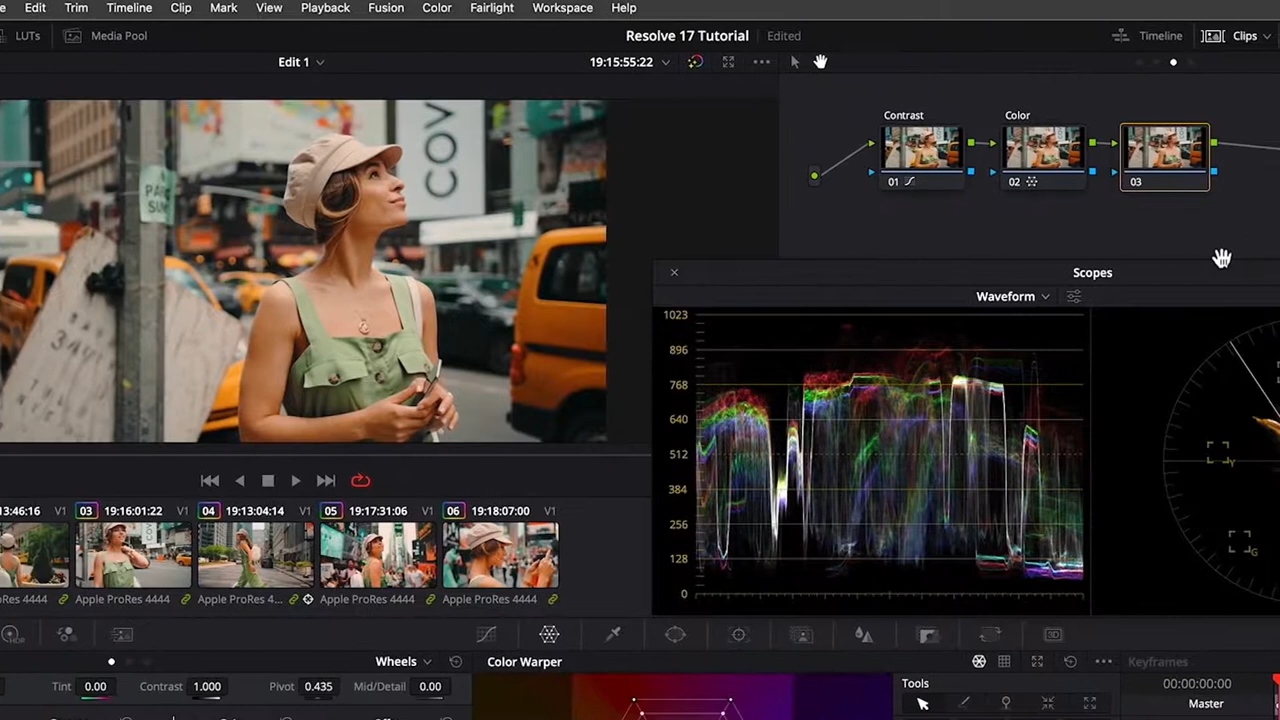 Edit Trim Timeline Clip Mark View Playback Fusion Color Fairlight Workspace Help
LUTs Media Pool Resolve 17 Tutorial Edited Timeline Clips
Edit 1 19:15:55:22
COV
Contrast Color
01 02 03
Scopes
Waveform
1023
896
768
640
512
384
256
128
0
Y
G
13:46:16 V1 03 19:16:01:22 V1 04 19:13:04:14 V1 05 19:17:31:06 V1 06 19:18:07:00 V1
ProRes 4444 Apple ProRes 4444 Apple ProRes 4... Apple ProRes 4444 Apple ProRes 4444
HDR 3D
Wheels Color Warper Keyframes
Tint 0.00 Contrast 1.000 Pivot 0.435 Mid/Detail 0.00 Tools 00:00:00:00
Master